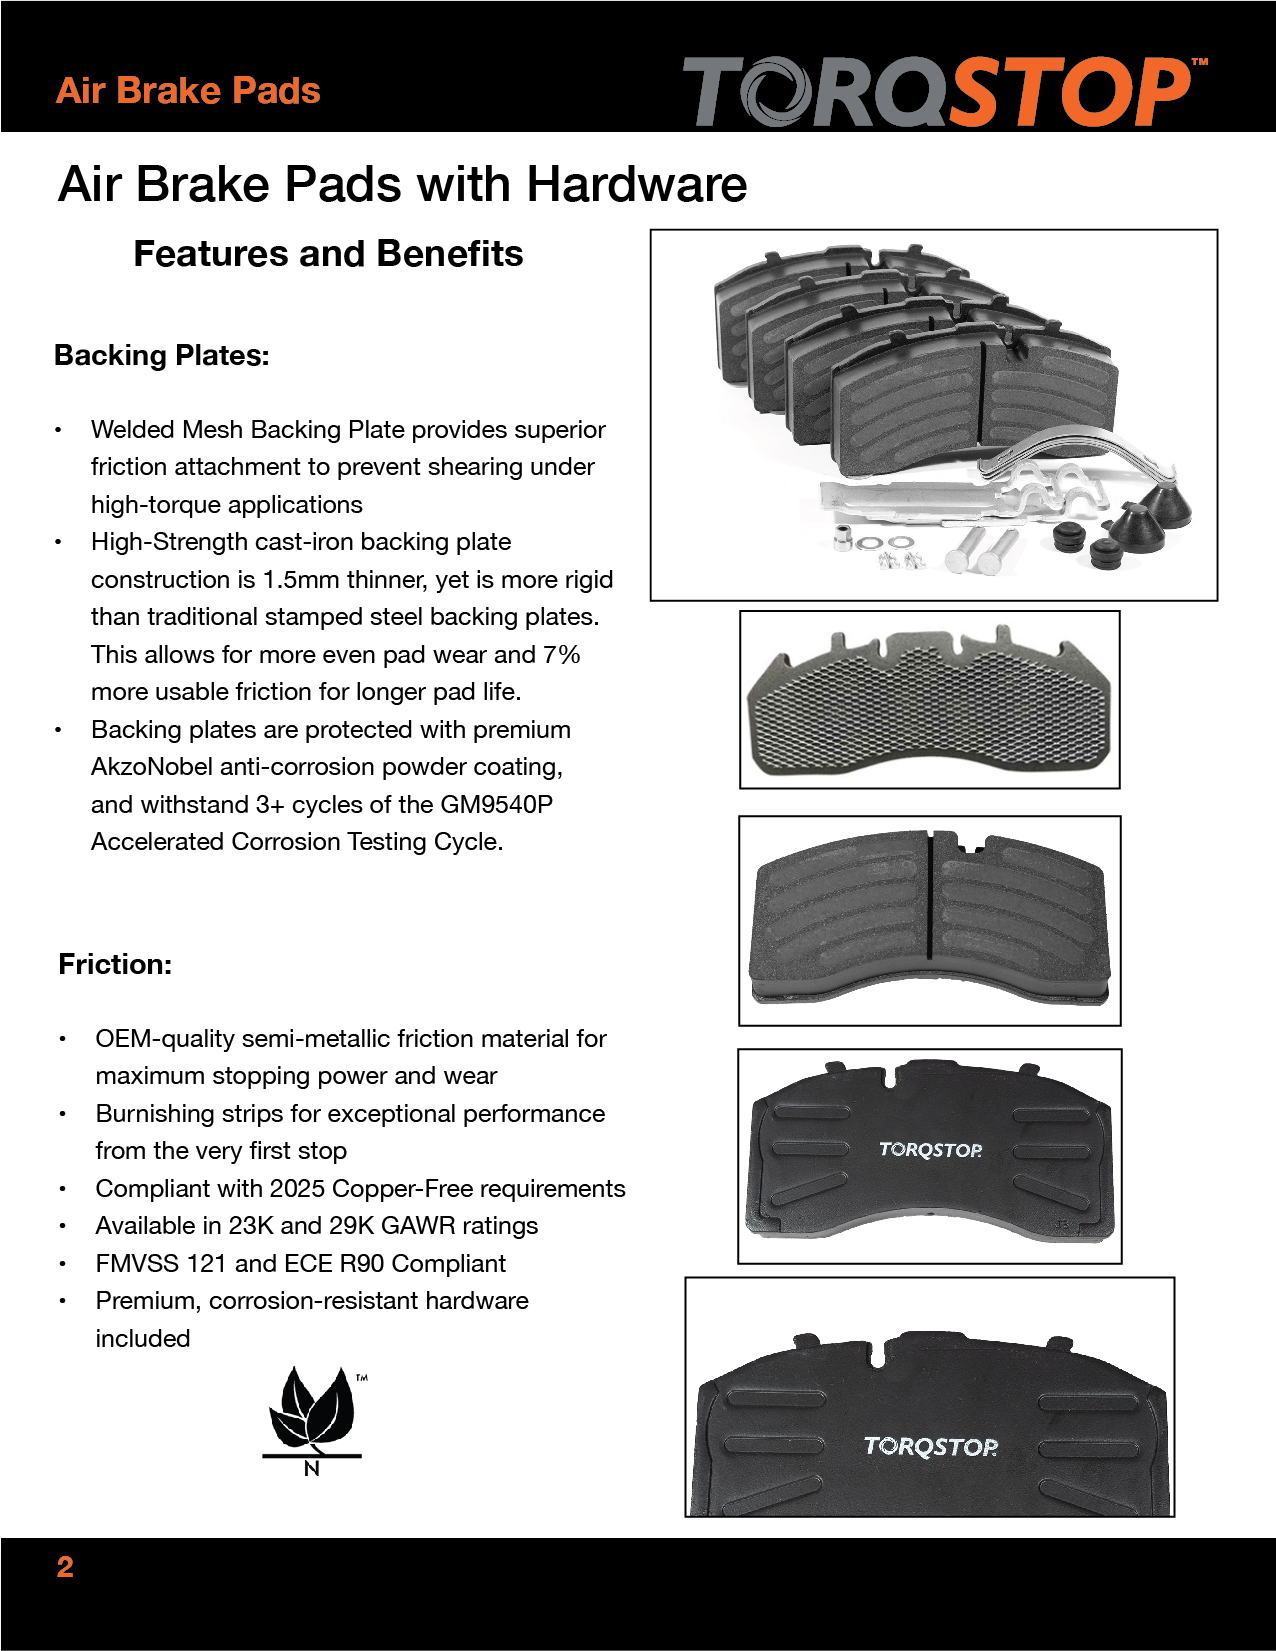 Air Brake Pads
TORQSTOP™
Air Brake Pads with Hardware
Features and Benefits
Backing Plates:
• Welded Mesh Backing Plate provides superior
friction attachment to prevent shearing under
high-torque applications
• High-Strength cast-iron backing plate
construction is 1.5mm thinner, yet is more rigid
than traditional stamped steel backing plates.
This allows for more even pad wear and 7%
more usable friction for longer pad life.
• Backing plates are protected with premium
AkzoNobel anti-corrosion powder coating,
and withstand 3+ cycles of the GM9540P
Accelerated Corrosion Testing Cycle.
Friction:
• OEM-quality semi-metallic friction material for
maximum stopping power and wear
• Burnishing strips for exceptional performance
from the very first stop
• Compliant with 2025 Copper-Free requirements
• Available in 23K and 29K GAWR ratings
• FMVSS 121 and ECE R90 Compliant
• Premium, corrosion-resistant hardware
included
TM
N
TORQSTOP
TORQSTOP
2